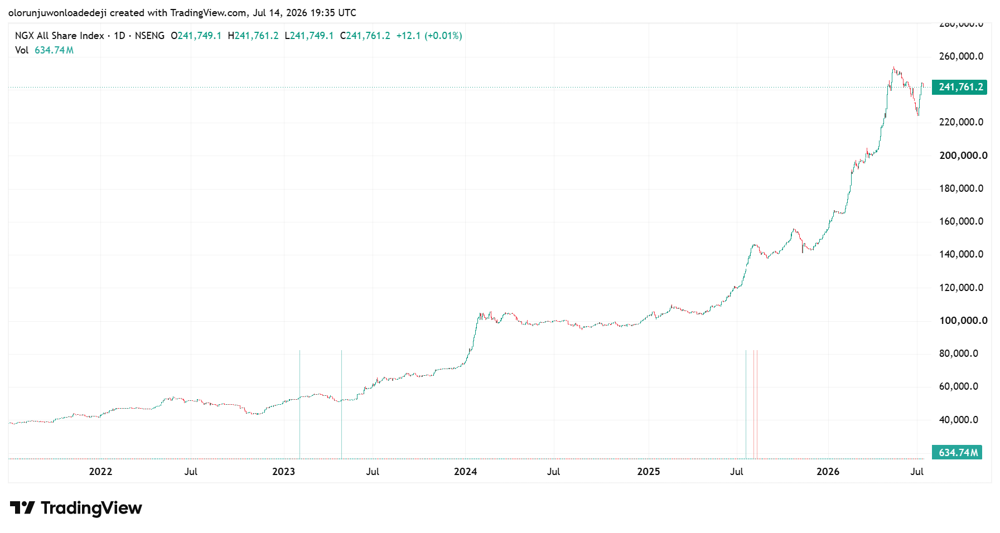 olorunjuwonloadedeji created with TradingView.com, Jul 14, 2026 19:35 UTC
NGX All Share Index · 1D · NSENG O241,749.1 H241,761.2 L241,749.1 C241,761.2 +12.1 (+0.01%)
Vol 634.74M
280,000.0
260,000.0
241,761.2
220,000.0
200,000.0
180,000.0
160,000.0
140,000.0
120,000.0
100,000.0
80,000.0
60,000.0
40,000.0
634.74M
2022 Jul 2023 Jul 2024 Jul 2025 Jul 2026 Jul
TradingView